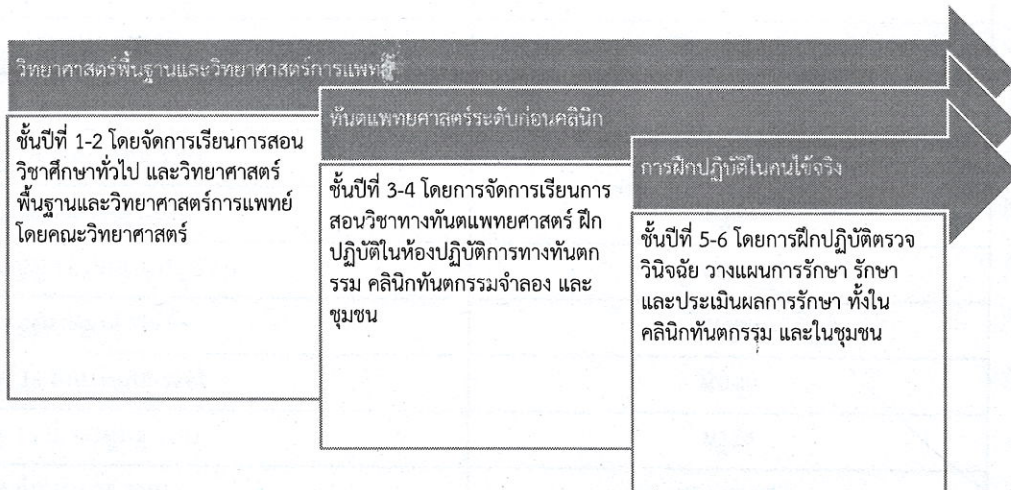 วิทยาศาสตร์พื้นฐานและวิทยาศาสตร์การแพทย์
ชั้นปีที่ 1-2 โดยจัดการเรียนการสอน
วิชาศึกษาทั่วไป และวิทยาศาสตร์
พื้นฐานและวิทยาศาสตร์การแพทย์
โดยคณะวิทยาศาสตร์
ทันตแพทยศาสตร์ระดับก่อนคลินิก
ชั้นปีที่ 3-4 โดยการจัดการเรียนการ
สอนวิชาทางทันตแพทยศาสตร์ ฝึก
ปฏิบัติในห้องปฏิบัติการทางทันตก
รรม คลินิกทันตกรรมจำลอง และ
ชุมชน
การฝึกปฏิบัติในคนไข้จริง
ชั้นปีที่ 5-6 โดยการฝึกปฏิบัติตรวจ
วินิจฉัย วางแผนการรักษา รักษา
และประเมินผลการรักษา ทั้งใน
คลินิกทันตกรรม และในชุมชน